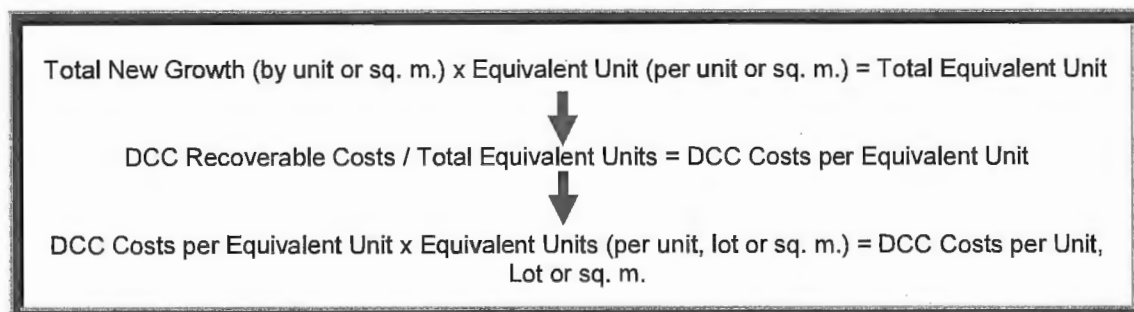 Total New Growth (by unit or sq. m.) x Equivalent Unit (per unit or sq. m.) = Total Equivalent Unit
DCC Recoverable Costs / Total Equivalent Units = DCC Costs per Equivalent Unit
DCC Costs per Equivalent Unit x Equivalent Units (per unit, lot or sq. m.) = DCC Costs per Unit,
Lot or sq. m.